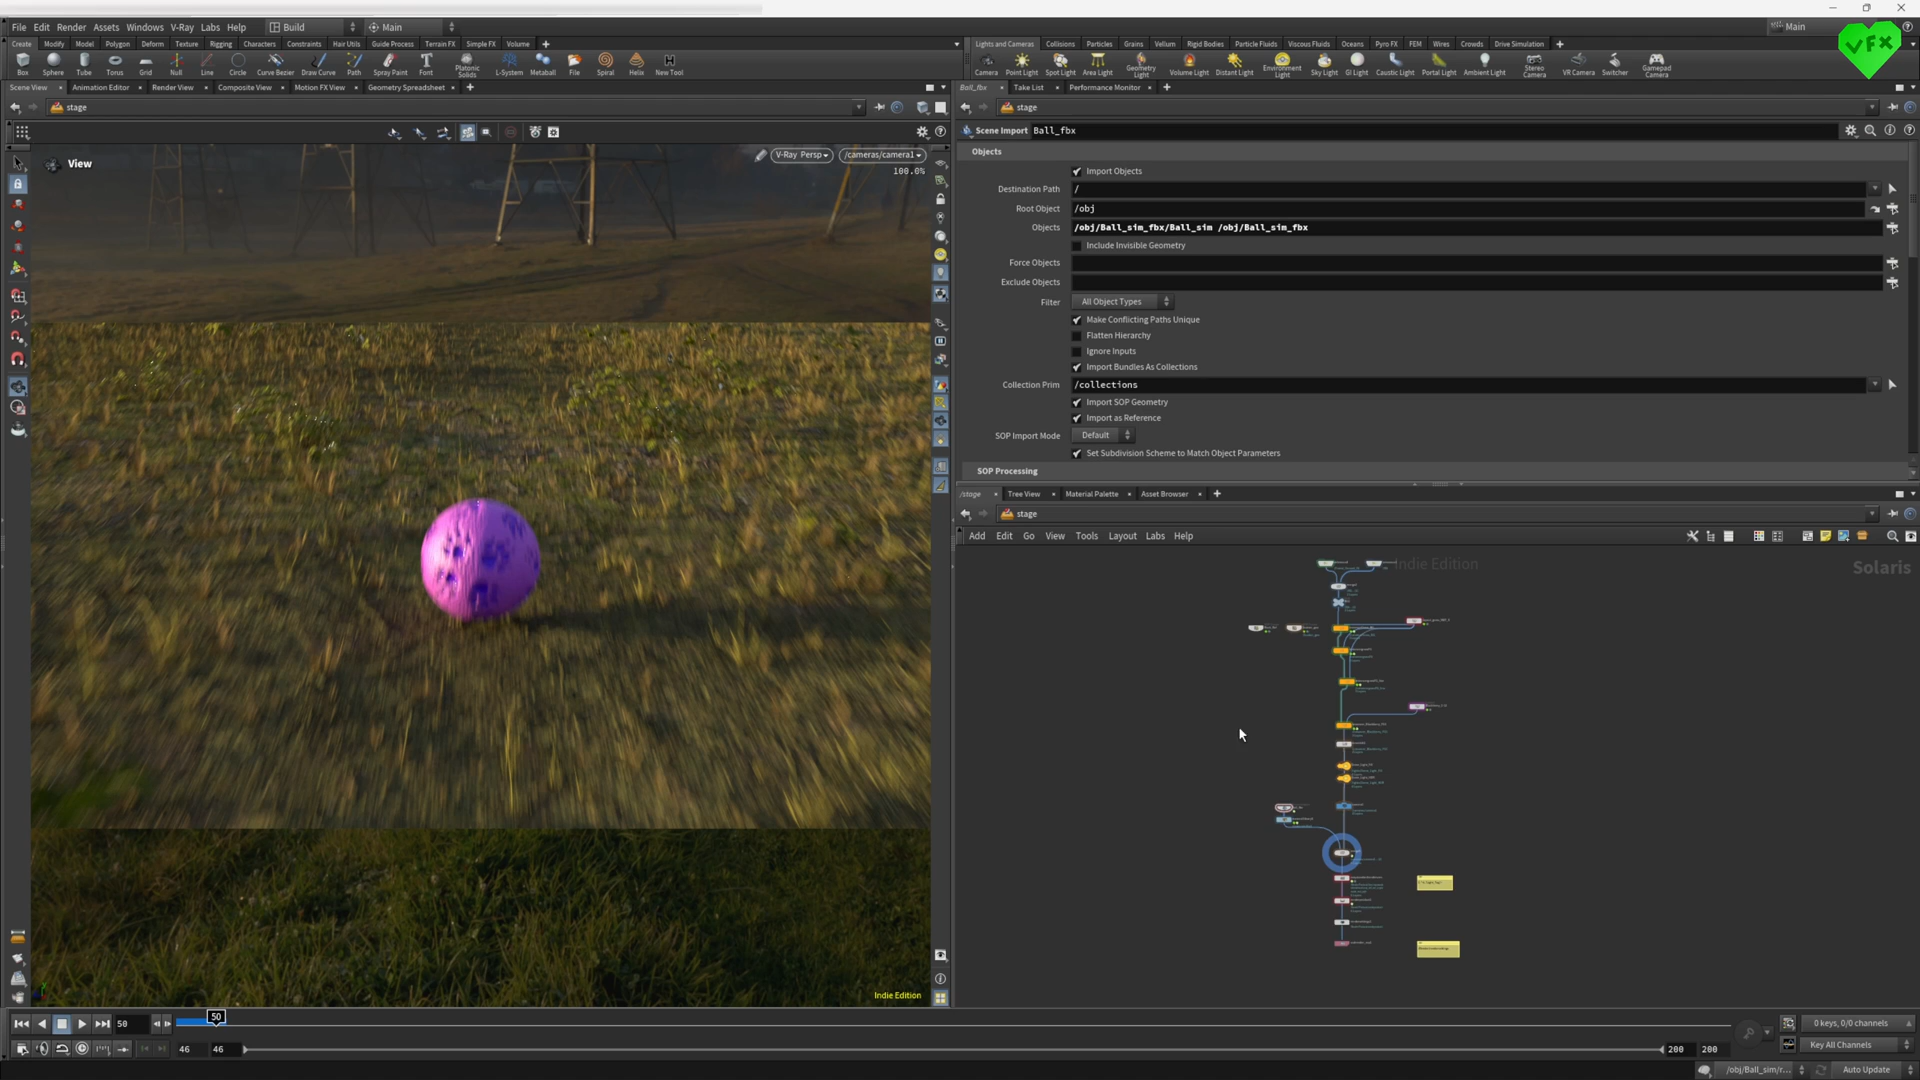 File Edit Render Assets Windows V-Ray Labs Help Build Main Main
VFX
Create Modify Model Polygon Deform Texture Rigging Characters Constraints Hair Utils Guide Process Terrain FX Simple FX Volume
Box Sphere Tube Torus Grid Null Line Circle Curve Bezier Draw Curve Path Spray Paint Font Platonic Solids L-System Metaball File Spiral Helix New Tool
Lights and Cameras Collisions Particles Grains Vellum Rigid Bodies Particle Fluids Viscous Fluids Oceans Pyro FX FEM Wires Crowds Drive Simulation
Camera Point Light Spot Light Area Light Geometry Light Volume Light Distant Light Environment Light Sky Light GI Light Caustic Light Portal Light Ambient Light Stereo Camera VR Camera Switcher Gamepad Camera
Scene View Animation Editor Render View Composite View Motion FX View Geometry Spreadsheet
stage
View
V-Ray Persp /cameras/camera1
100.0%
Indie Edition
Ball_fbx Take List Performance Monitor
stage
Scene Import Ball_fbx
Objects
Import Objects
Destination Path /
Root Object /obj
Objects /obj/Ball_sim_fbx/Ball_sim /obj/Ball_sim_fbx
Include Invisible Geometry
Force Objects
Exclude Objects
Filter All Object Types
Make Conflicting Paths Unique
Flatten Hierarchy
Ignore Inputs
Import Bundles As Collections
Collection Prim /collections
Import SOP Geometry
Import as Reference
SOP Import Mode Default
Set Subdivision Scheme to Match Object Parameters
SOP Processing
/stage Tree View Material Palette Asset Browser
stage
Add Edit Go View Tools Layout Labs Help
Indie Edition
Solaris
50 50
46 46 200 200
0 keys, 0/0 channels
Key All Channels
/obj/Ball_sim/r... Auto Update